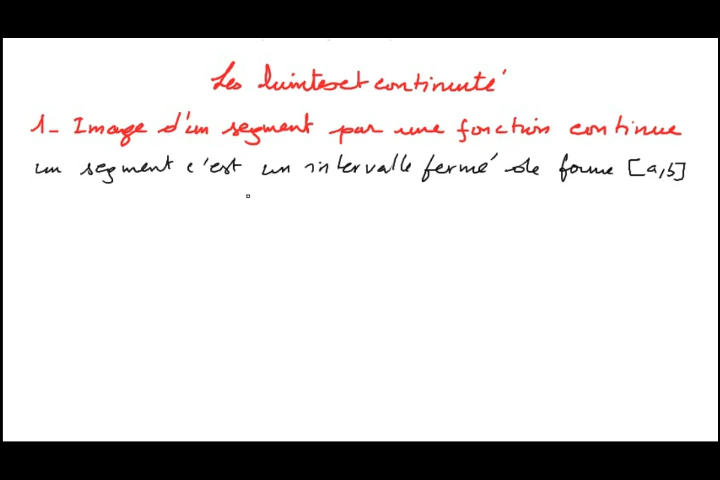 Les limites et continuité
1- Image d'un segment par une fonction continue
un segment c'est un intervalle fermé de forme [a,b]